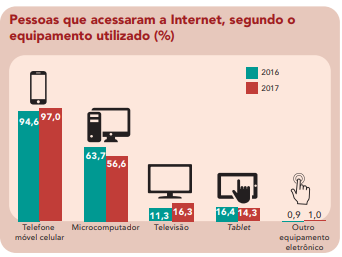 Pessoas que acessaram a Internet, segundo o
equipamento utilizado (%)
2016
2017
94,6 97,0
63,7
56,6
11,3 16,3
16,4 14,3
0,9 1,0
Telefone
móvel celular
Microcomputador
Televisão
Tablet
Outro
equipamento
eletrônico